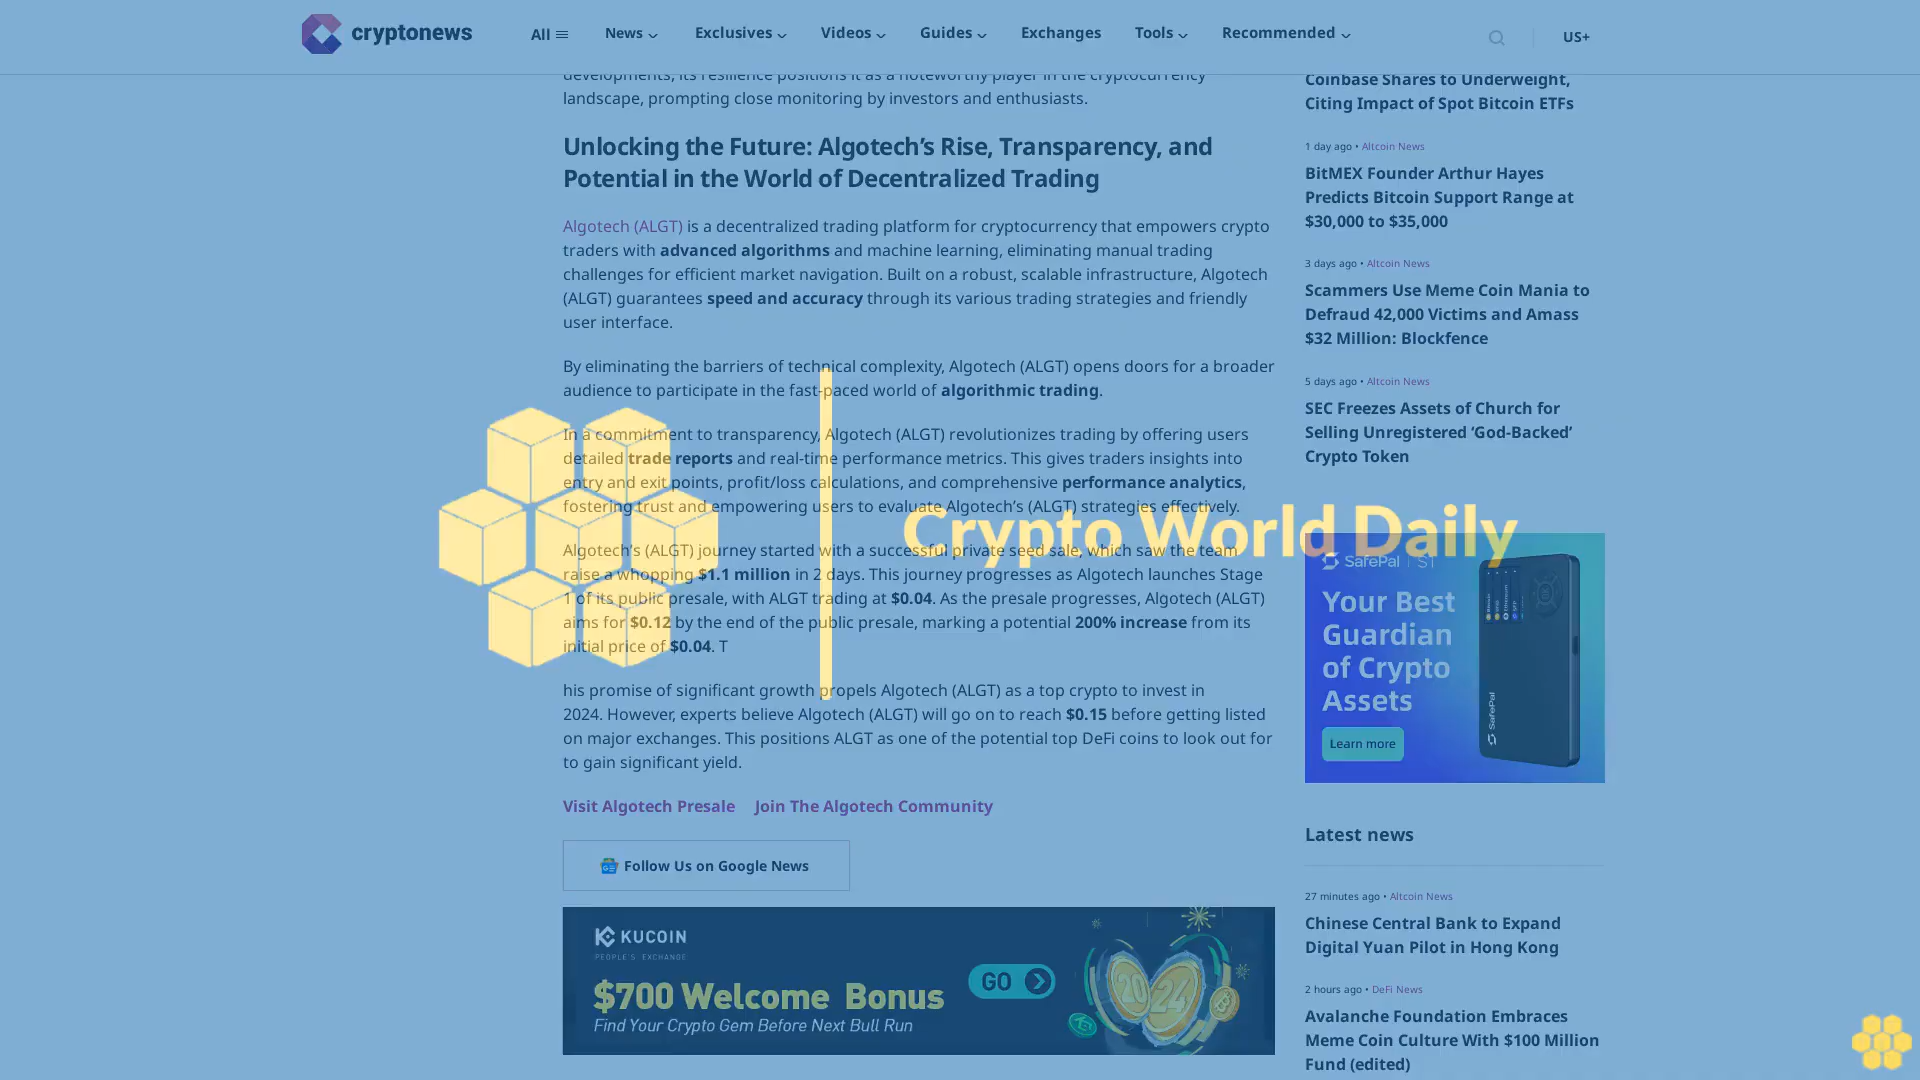 cryptonews
All
News
Exclusives
Videos
Guides
Exchanges
Tools
Recommended
US+
developments, its resilience positions it as a noteworthy player in the cryptocurrency
landscape, prompting close monitoring by investors and enthusiasts.
Unlocking the Future: Algotech’s Rise, Transparency, and
Potential in the World of Decentralized Trading
Algotech (ALGT) is a decentralized trading platform for cryptocurrency that empowers crypto
traders with advanced algorithms and machine learning, eliminating manual trading
challenges for efficient market navigation. Built on a robust, scalable infrastructure, Algotech
(ALGT) guarantees speed and accuracy through its various trading strategies and friendly
user interface.
By eliminating the barriers of technical complexity, Algotech (ALGT) opens doors for a broader
audience to participate in the fast-paced world of algorithmic trading.
In a commitment to transparency, Algotech (ALGT) revolutionizes trading by offering users
detailed trade reports and real-time performance metrics. This gives traders insights into
entry and exit points, profit/loss calculations, and comprehensive performance analytics,
fostering trust and empowering users to evaluate Algotech’s (ALGT) strategies effectively.
Algotech’s (ALGT) journey started with a successful private seed sale, which saw the team
raise a whopping $1.1 million in 2 days. This journey progresses as Algotech launches Stage
1 of its public presale, with ALGT trading at $0.04. As the presale progresses, Algotech (ALGT)
aims for $0.12 by the end of the public presale, marking a potential 200% increase from its
initial price of $0.04. T
his promise of significant growth propels Algotech (ALGT) as a top crypto to invest in
2024. However, experts believe Algotech (ALGT) will go on to reach $0.15 before getting listed
on major exchanges. This positions ALGT as one of the potential top DeFi coins to look out for
to gain significant yield.
Visit Algotech Presale Join The Algotech Community
Follow Us on Google News
KUCOIN
PEOPLE'S EXCHANGE
$700 Welcome Bonus
Find Your Crypto Gem Before Next Bull Run
GO
20
24
Crypto World Daily
Coinbase Shares to Underweight,
Citing Impact of Spot Bitcoin ETFs
1 day ago • Altcoin News
BitMEX Founder Arthur Hayes
Predicts Bitcoin Support Range at
$30,000 to $35,000
3 days ago • Altcoin News
Scammers Use Meme Coin Mania to
Defraud 42,000 Victims and Amass
$32 Million: Blockfence
5 days ago • Altcoin News
SEC Freezes Assets of Church for
Selling Unregistered ‘God-Backed’
Crypto Token
SafePal
Your Best
Guardian
of Crypto
Assets
Learn more
SafePal
Latest news
27 minutes ago • Altcoin News
Chinese Central Bank to Expand
Digital Yuan Pilot in Hong Kong
2 hours ago • DeFi News
Avalanche Foundation Embraces
Meme Coin Culture With $100 Million
Fund (edited)